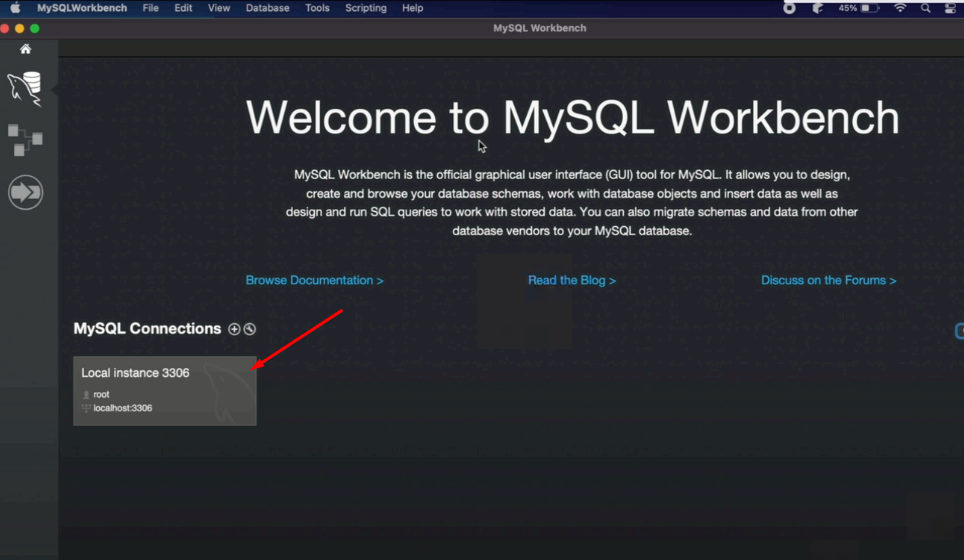 MySQLWorkbench File Edit View Database Tools Scripting Help 45%
MySQL Workbench
Welcome to MySQL Workbench
MySQL Workbench is the official graphical user interface (GUI) tool for MySQL. It allows you to design,
create and browse your database schemas, work with database objects and insert data as well as
design and run SQL queries to work with stored data. You can also migrate schemas and data from other
database vendors to your MySQL database.
Browse Documentation > Read the Blog > Discuss on the Forums >
MySQL Connections
Local instance 3306
root
localhost:3306